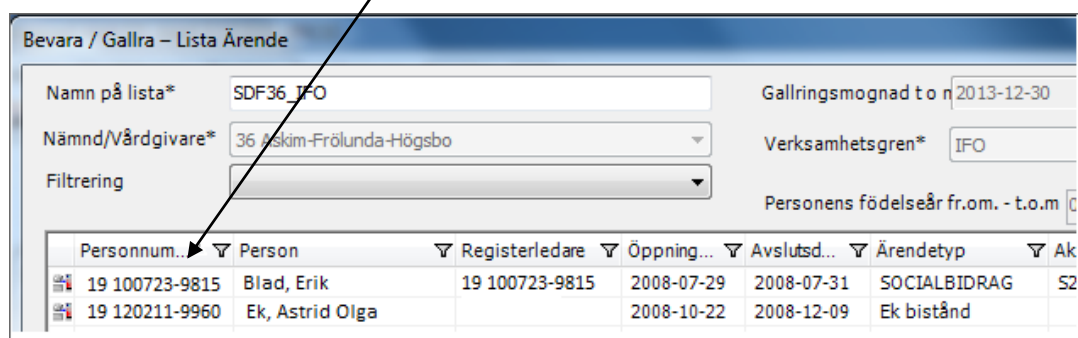 Bevara / Gallra – Lista Ärende
Namn på lista* SDF36_IFO Gallringsmognad t o n 2013-12-30
Nämnd/Vårdgivare* 36 Askim-Frölunda-Högsbo Verksamhetsgren* IFO
Filtrering
Personens födelseår fr.om. - t.o.m
Personnum... Person Registerledare Öppning... Avslutsd... Ärendetyp Ak
19 100723-9815 Blad, Erik 19 100723-9815 2008-07-29 2008-07-31 SOCIALBIDRAG S2
19 120211-9960 Ek, Astrid Olga 2008-10-22 2008-12-09 Ek bistånd